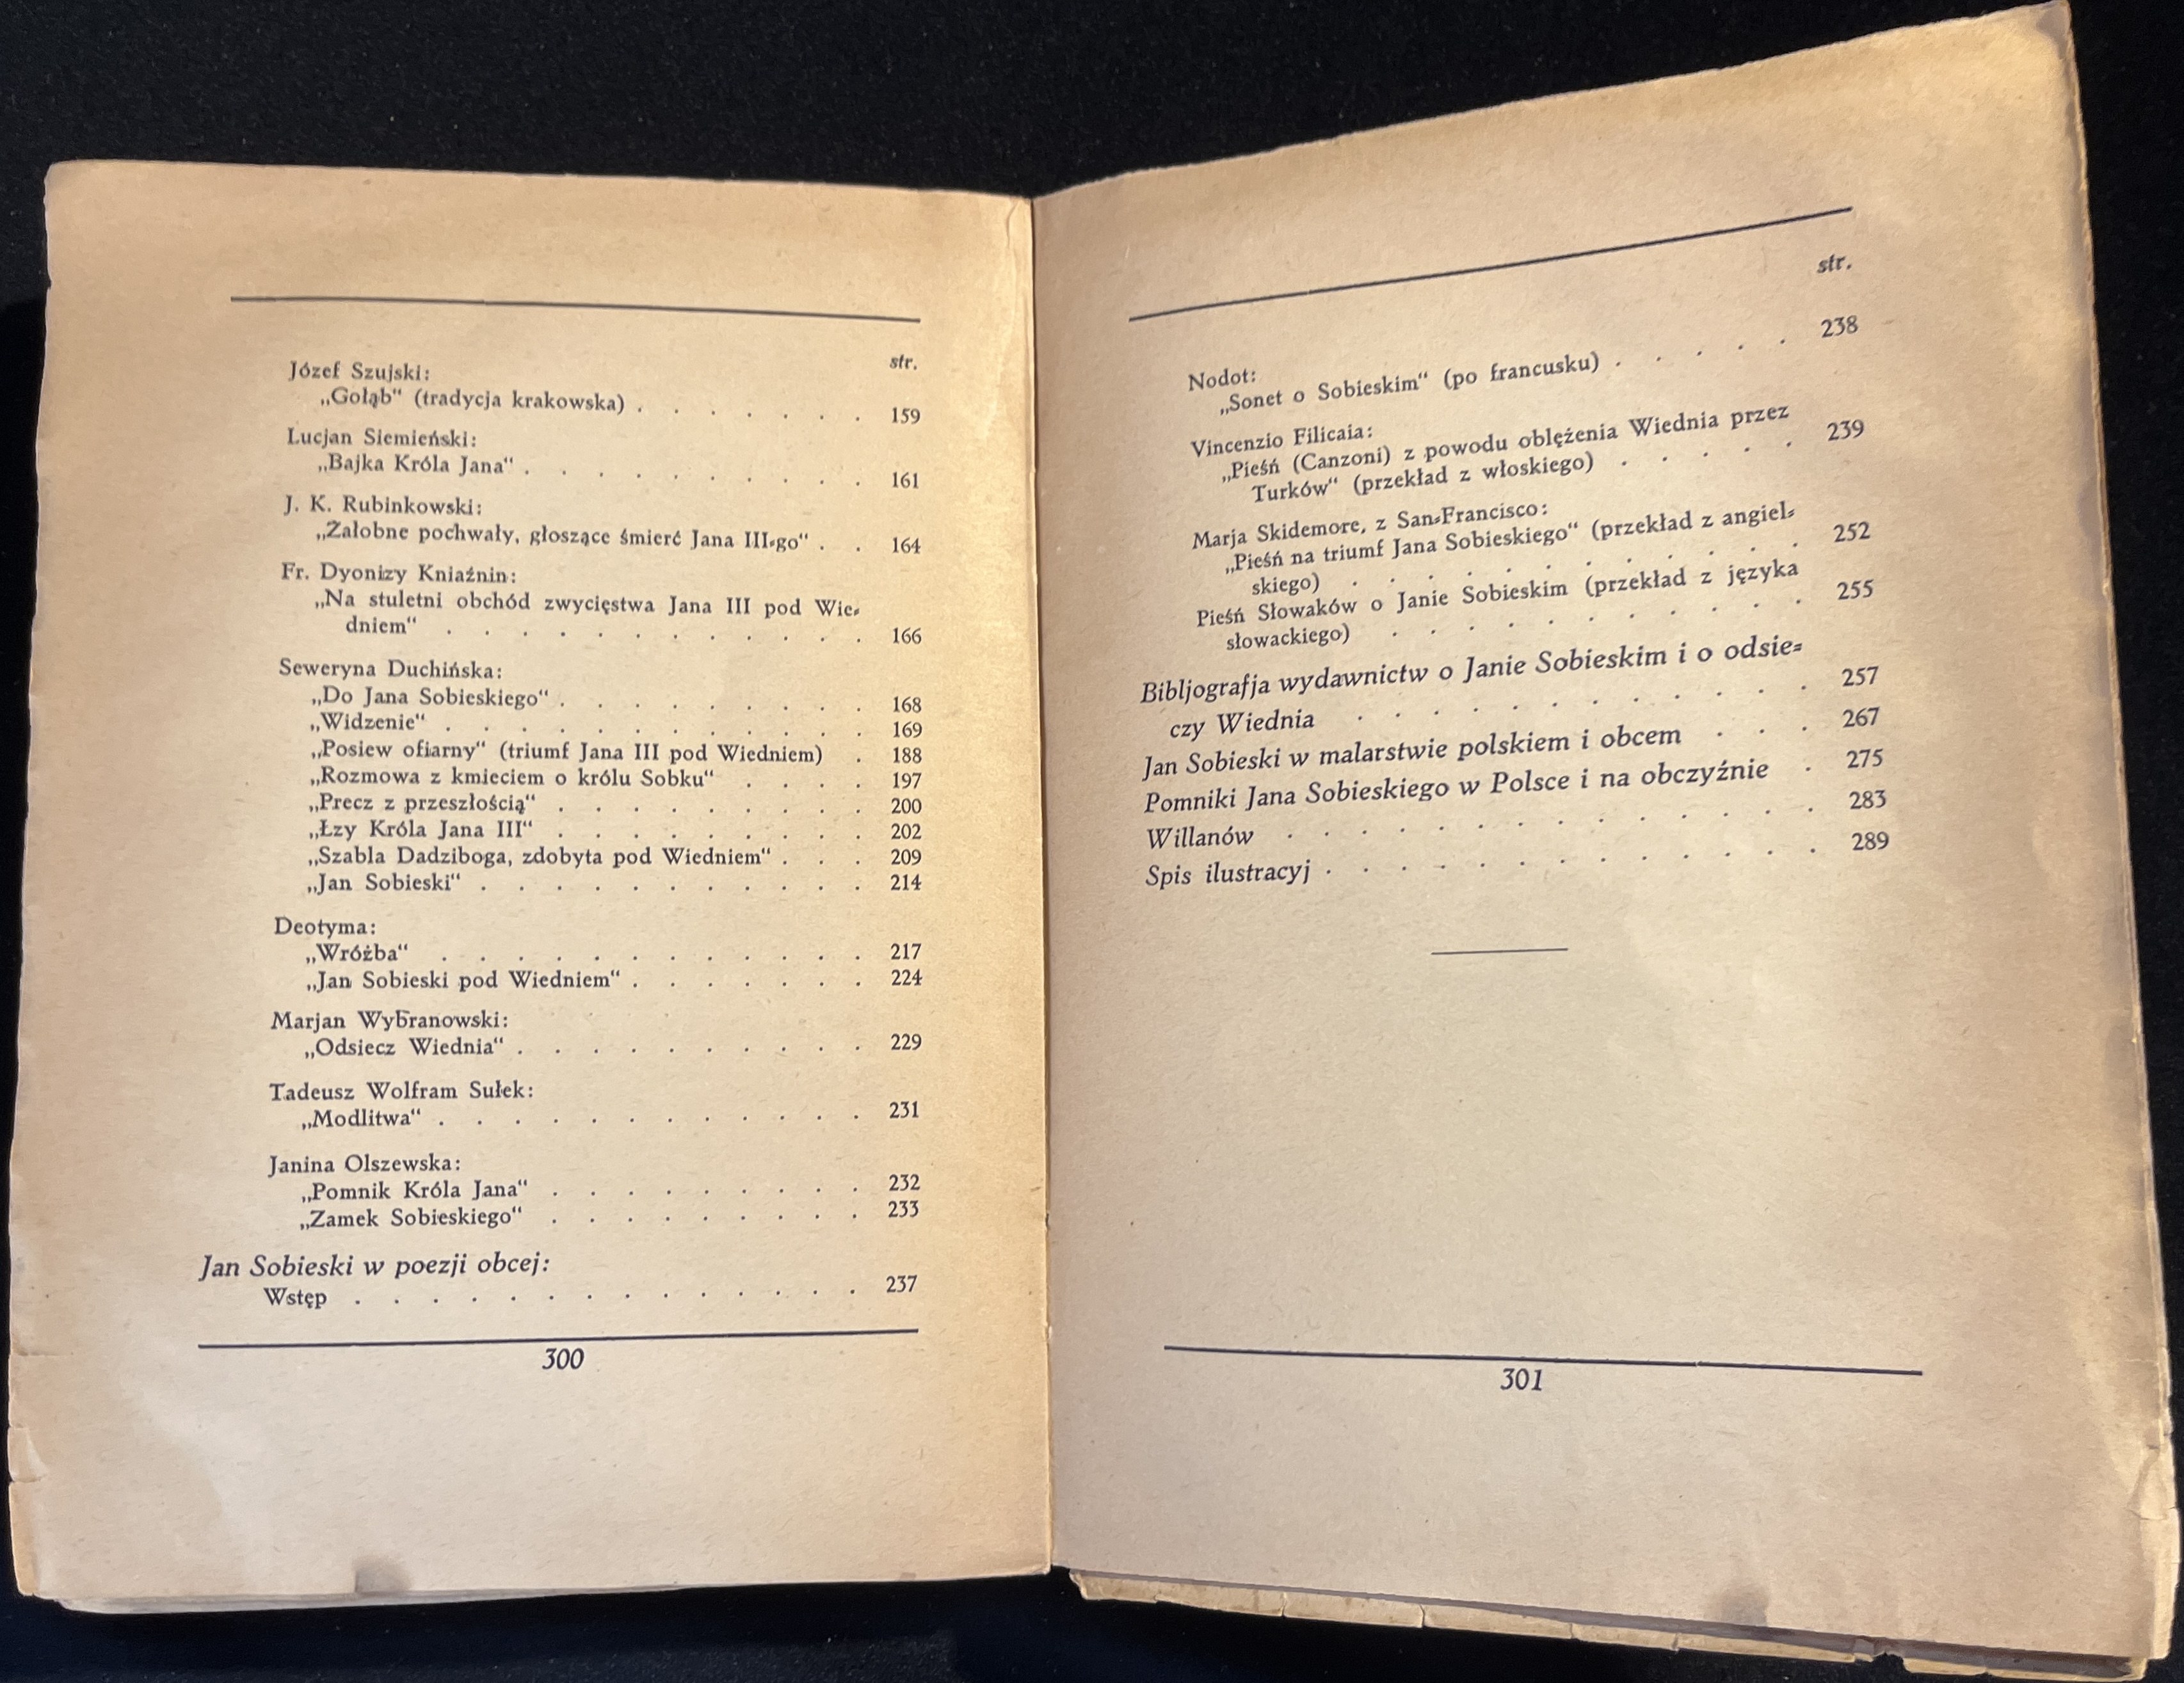 str.
Józef Szujski:
„Gołąb“ (tradycja krakowska) . . . . . . . 159
Lucjan Siemieński:
„Bajka Króla Jana“ . . . . . . . . . . 161
J. K. Rubinkowski:
„Żałobne pochwały, głoszące śmierć Jana III-go“ . . 164
Fr. Dyonizy Kniaźnin:
„Na stuletni obchód zwycięstwa Jana III pod Wie-
dniem“ . . . . . . . . . . . . 166
Seweryna Duchińska:
„Do Jana Sobieskiego“ . . . . . . . . . 168
„Widzenie“ . . . . . . . . . . . . 169
„Posiew ofiarny“ (triumf Jana III pod Wiedniem) . 188
„Rozmowa z kmieciem o królu Sobku“ . . . . 197
„Precz z przeszłością“ . . . . . . . . . 200
„Łzy Króla Jana III“ . . . . . . . . . 202
„Szabla Dadziboga, zdobyta pod Wiedniem“ . . . 209
„Jan Sobieski“ . . . . . . . . . . . 214
Deotyma:
„Wróżba“ . . . . . . . . . . . . 217
„Jan Sobieski pod Wiedniem“ . . . . . . . 224
Marjan Wybranowski:
„Odsiecz Wiednia“ . . . . . . . . . . 229
Tadeusz Wolfram Sułek:
„Modlitwa“ . . . . . . . . . . . . 231
Janina Olszewska:
„Pomnik Króla Jana“ . . . . . . . . . 232
„Zamek Sobieskiego“ . . . . . . . . . 233
Jan Sobieski w poezji obcej:
Wstęp . . . . . . . . . . . . . . 237
300
str.
Nodot:
„Sonet o Sobieskim“ (po francusku) . . . . . 238
Vincenzio Filicaia:
„Pieśń (Canzoni) z powodu oblężenia Wiednia przez
Turków“ (przekład z włoskiego) . . . . . 239
Marja Skidemore, z San-Francisco:
„Pieśń na triumf Jana Sobieskiego“ (przekład z angiel-
skiego) . . . . . . . . . . . . 252
Pieśń Słowaków o Janie Sobieskim (przekład z języka
słowackiego) . . . . . . . . . . . 255
Bibljografja wydawnictw o Janie Sobieskim i o odsie-
czy Wiednia . . . . . . . . . . . . 257
Jan Sobieski w malarstwie polskiem i obcem . . . 267
Pomniki Jana Sobieskiego w Polsce i na obczyźnie . 275
Willanów . . . . . . . . . . . . . . 283
Spis ilustracyj . . . . . . . . . . . . . 289
301